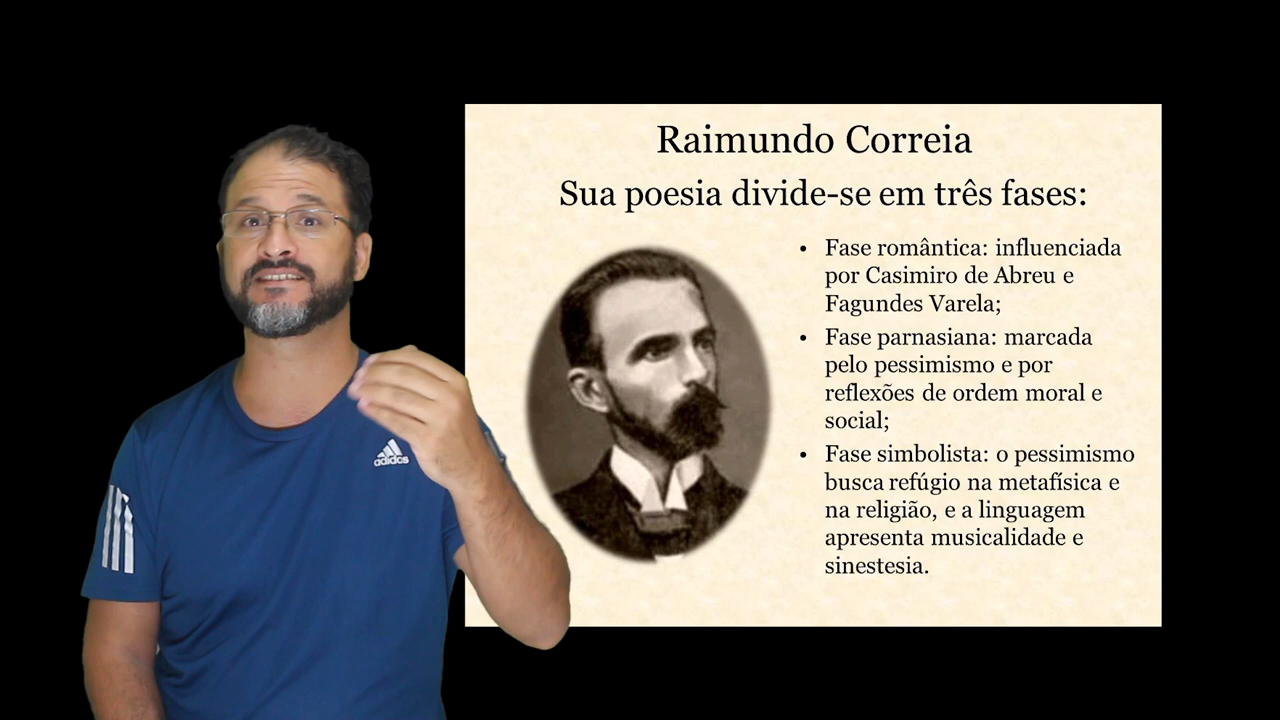 Raimundo Correia
Sua poesia divide-se em três fases:
• Fase romântica: influenciada
por Casimiro de Abreu e
Fagundes Varela;
• Fase parnasiana: marcada
pelo pessimismo e por
reflexões de ordem moral e
social;
• Fase simbolista: o pessimismo
busca refúgio na metafísica e
na religião, e a linguagem
apresenta musicalidade e
sinestesia.
adidas